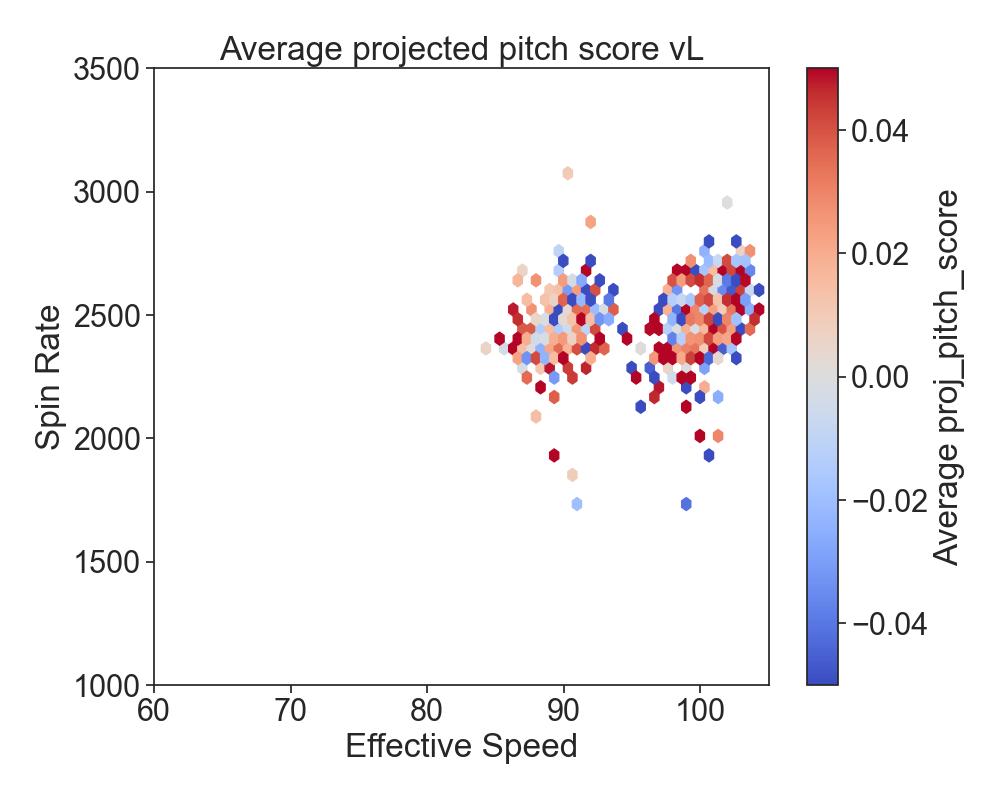 Average projected pitch score vL
3500
3000
2500
2000
1500
1000
Spin Rate
60 70 80 90 100
Effective Speed
0.04
0.02
0.00
−0.02
−0.04
Average proj_pitch_score